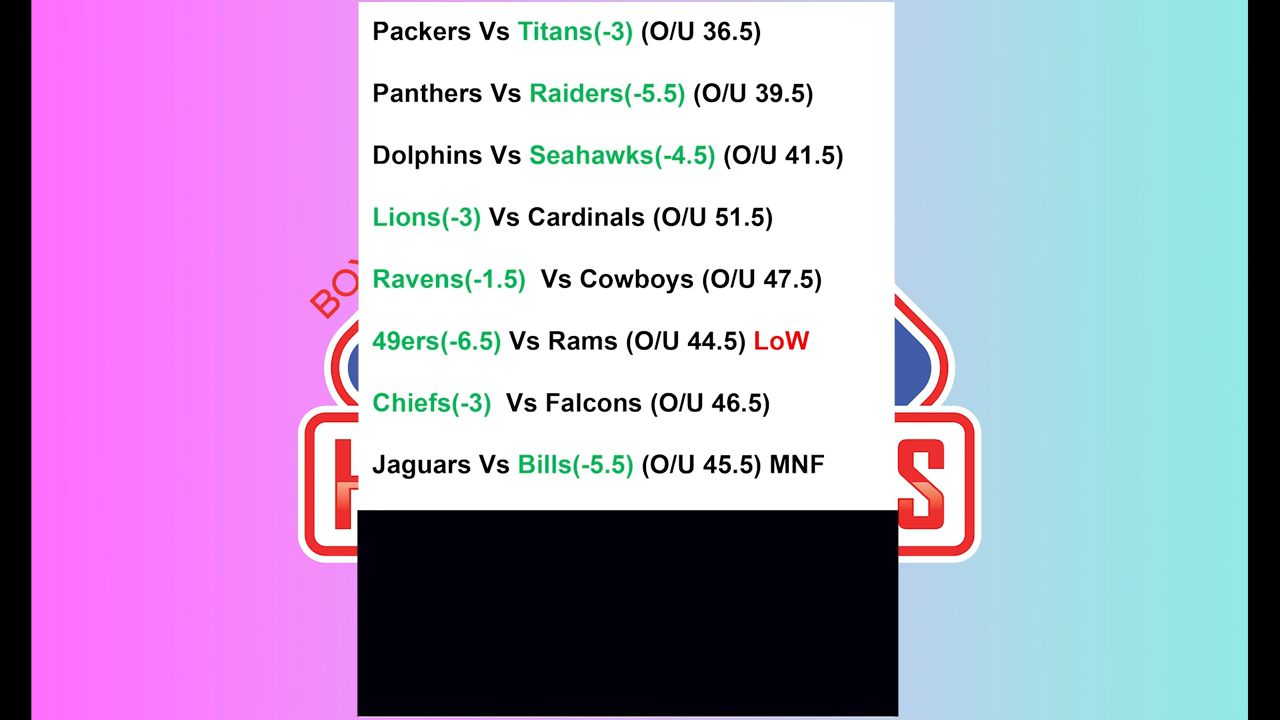 Packers Vs Titans(-3) (O/U 36.5)
Panthers Vs Raiders(-5.5) (O/U 39.5)
Dolphins Vs Seahawks(-4.5) (O/U 41.5)
Lions(-3) Vs Cardinals (O/U 51.5)
Ravens(-1.5)  Vs Cowboys (O/U 47.5)
49ers(-6.5) Vs Rams (O/U 44.5) LoW
Chiefs(-3)  Vs Falcons (O/U 46.5)
Jaguars Vs Bills(-5.5) (O/U 45.5) MNF